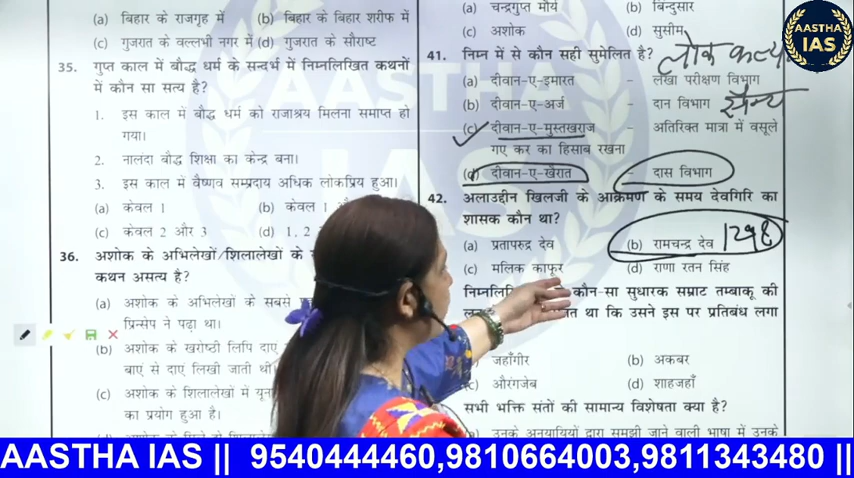 (a) बिहार के राजगृह में (b) बिहार के बिहार शरीफ में
(c) गुजरात के वल्लभी नगर में (d) गुजरात के सौराष्ट
35. गुप्त काल में बौद्ध धर्म के सन्दर्भ में निम्नलिखित कथनों
में कौन सा सत्य है?
1. इस काल में बौद्ध धर्म को राजाश्रय मिलना समाप्त हो
गया।
2. नालंदा बौद्ध शिक्षा का केन्द्र बना।
3. इस काल में वैष्णव सम्प्रदाय अधिक लोकप्रिय हुआ।
(a) केवल 1 (b) केवल 1
(c) केवल 2 और 3 (d) 1, 2
36. अशोक के अभिलेखों/शिलालेखों के
कथन असत्य है?
(a) अशोक के अभिलेखों के सबसे
प्रिन्सेप ने पढ़ा था।
(b) अशोक के खरोष्ठी लिपि दाएं
बाएं से दाए लिखी जाती थी।
(c) अशोक के शिलालेखों में
का प्रयोग हुआ है।
(a) चन्द्रगुप्त मौर्य (b) बिन्दुसार
(c) अशोक (d) सुसीम
41. निम्न में से कौन सही सुमेलित है? लोक
(a) दीवान-ए-इमारत - लेखा परीक्षण विभाग
(b) दीवान-ए-अर्ज - दान विभाग सैन्य
(c) दीवान-ए-मुस्तखराज - अतिरिक्त मात्रा में वसूले
गए कर का हिसाब रखना
(d) दीवान-ए-खैरात - दास विभाग
42. अलाउद्दीन खिलजी के आक्रमण के समय देवगिरि का
शासक कौन था?
(a) प्रतापरुद्र देव (b) रामचन्द्र देव
(c) मलिक काफूर (d) राणा रतन सिंह
कौन-सा सुधारक सम्राट तम्बाकू की
था कि उसने इस पर प्रतिबंध लगा
जहाँगीर (b) अकबर
(c) औरंगजेब (d) शाहजहाँ
सभी भक्ति संतों की सामान्य विशेषता क्या है?
उनके अनुयायियों द्वारा समझी जाने वाली भाषा में उनके
AASTHA IAS
AASTHA
IAS
AASTHA IAS || 9540444460,9810664003,9811343480 ||